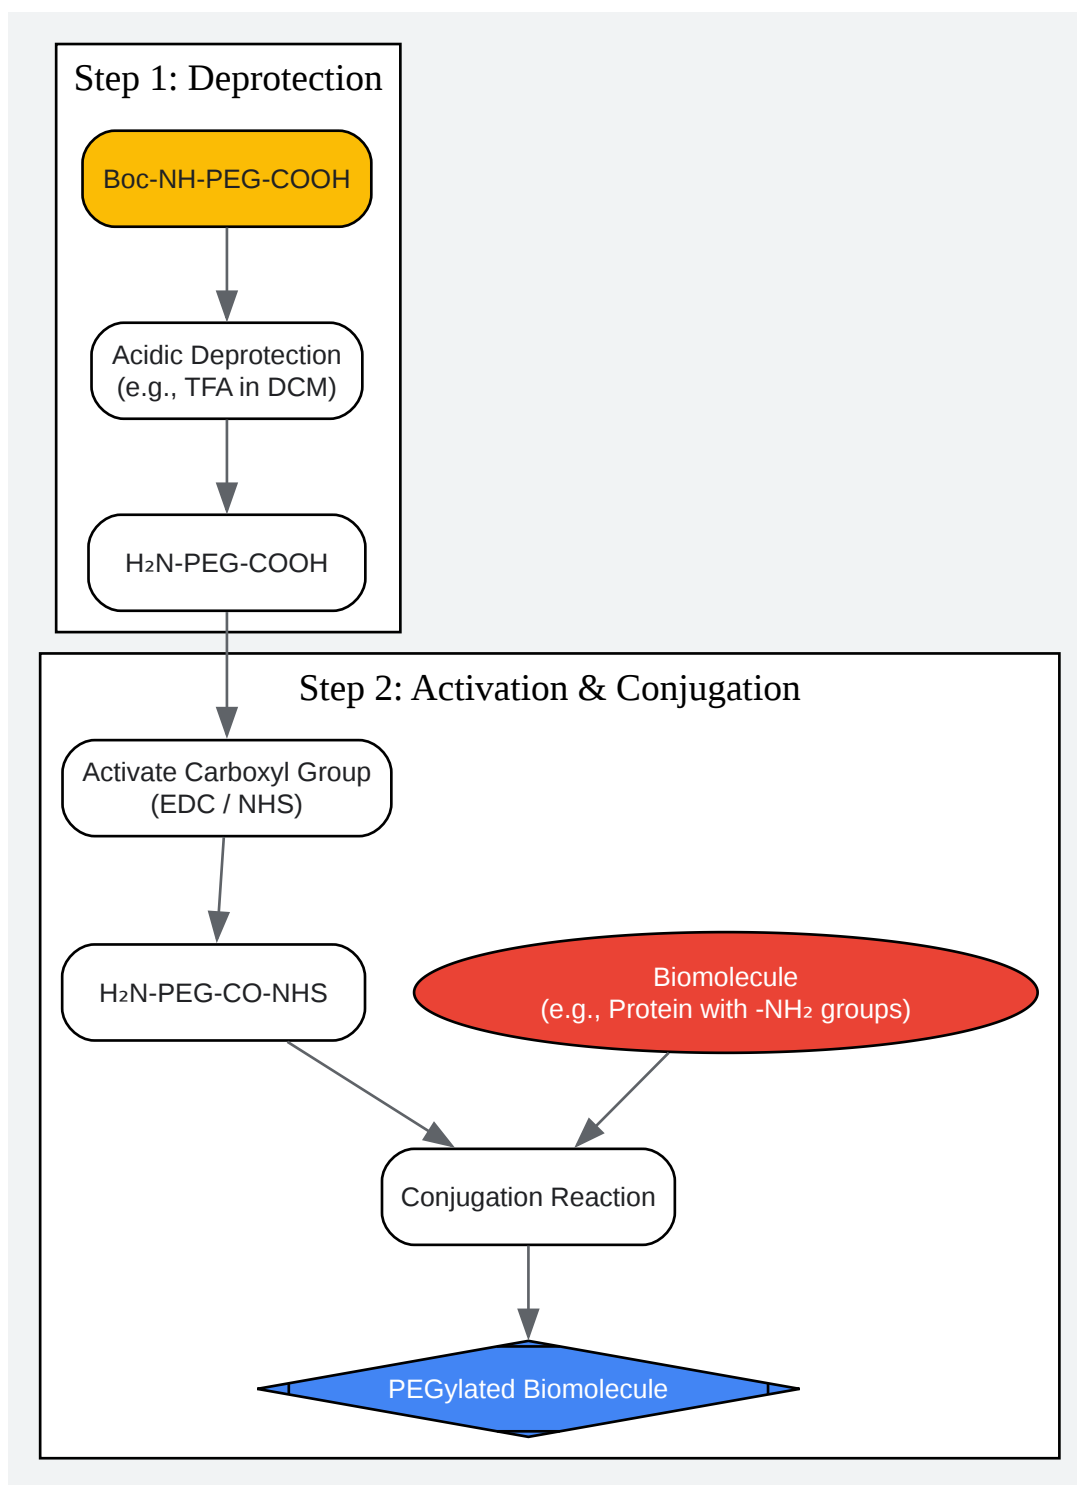 Step 1: Deprotection
Boc-NH-PEG-COOH
Acidic Deprotection
(e.g., TFA in DCM)
H₂N-PEG-COOH
Step 2: Activation & Conjugation
Activate Carboxyl Group
(EDC / NHS)
H₂N-PEG-CO-NHS
Biomolecule
(e.g., Protein with -NH₂ groups)
Conjugation Reaction
PEGylated Biomolecule